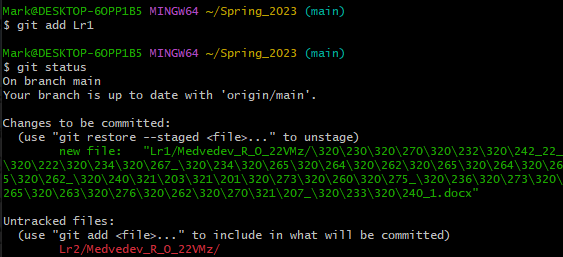 Mark@DESKTOP-6OPP1B5 MINGW64 ~/Spring_2023 (main)
$ git add Lr1
Mark@DESKTOP-6OPP1B5 MINGW64 ~/Spring_2023 (main)
$ git status
On branch main
Your branch is up to date with 'origin/main'.
Changes to be committed:
(use "git restore --staged <file>..." to unstage)
new file:   "Lr1/Medvedev_R_O_22VMz/\320\230\320\270\320\232\320\242_22_
\320\222\320\234\320\267_\320\234\320\265\320\264\320\262\320\265\320\264\320\26
5\320\262_\320\240\321\203\321\201\320\273\320\260\320\275_\320\236\320\273\320\
265\320\263\320\276\320\262\320\270\321\207_\320\233\320\240_1.docx"
Untracked files:
(use "git add <file>..." to include in what will be committed)
Lr2/Medvedev_R_O_22VMz/